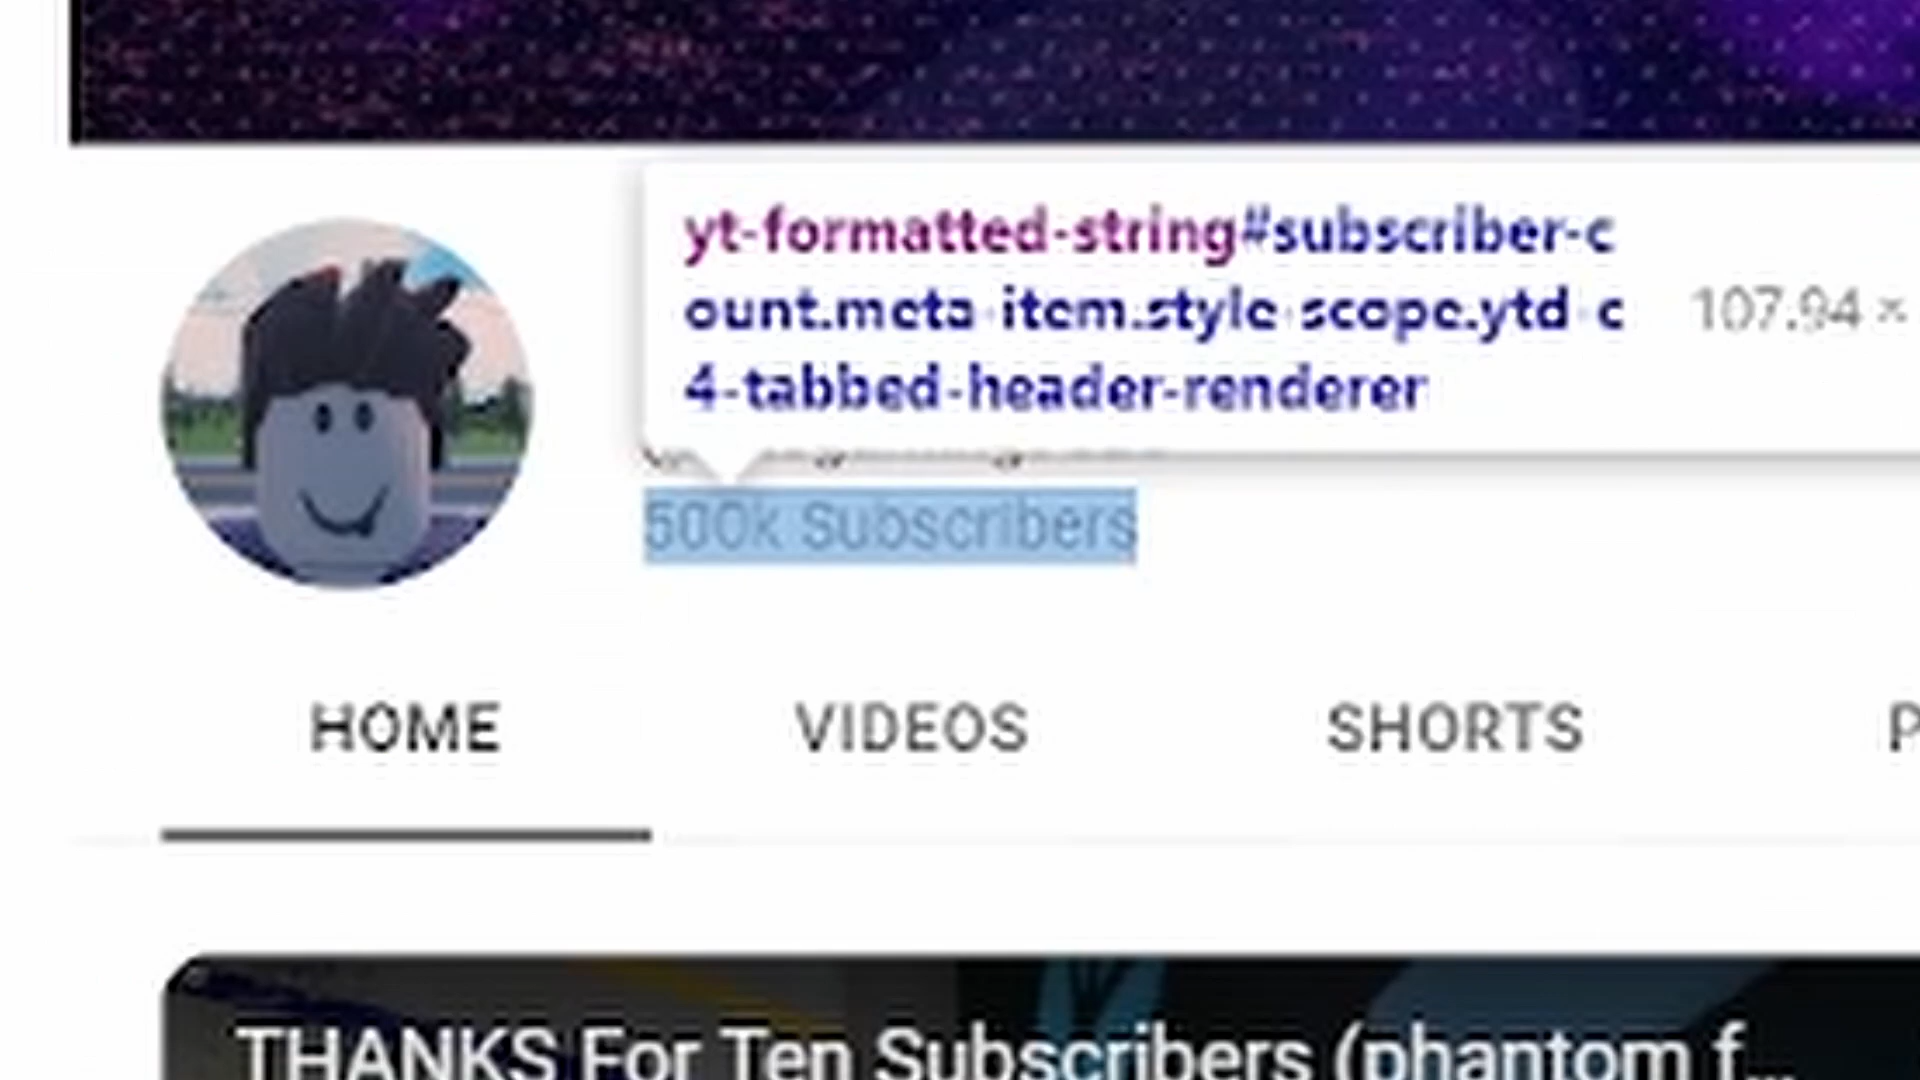 yt-formatted-string#subscriber-c
ount.meta-item.style-scope.ytd-c
4-tabbed-header-renderer
107.94 ×
500k Subscribers
HOME VIDEOS SHORTS P
THANKS For Ten Subscribers (phantom f...